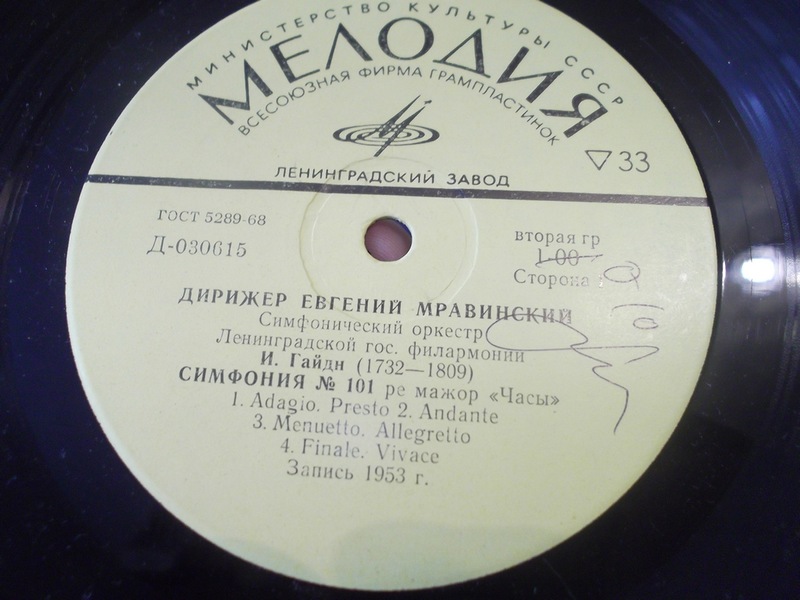 МИНИСТЕРСТВО КУЛЬТУРЫ СССР
МЕЛОДИЯ
ВСЕСОЮЗНАЯ ФИРМА ГРАМПЛАСТИНОК
ЛЕНИНГРАДСКИЙ ЗАВОД
33
ГОСТ 5289-68
Д-030615
вторая гр
1-00
Сторона
ДИРИЖЕР ЕВГЕНИЙ МРАВИНСКИЙ
Симфонический оркестр
Ленинградской гос. филармонии
И. Гайдн (1732—1809)
СИМФОНИЯ № 101 ре мажор «Часы»
1. Adagio. Presto 2. Andante
3. Menuetto. Allegretto
4. Finale. Vivace
Запись 1953 г.